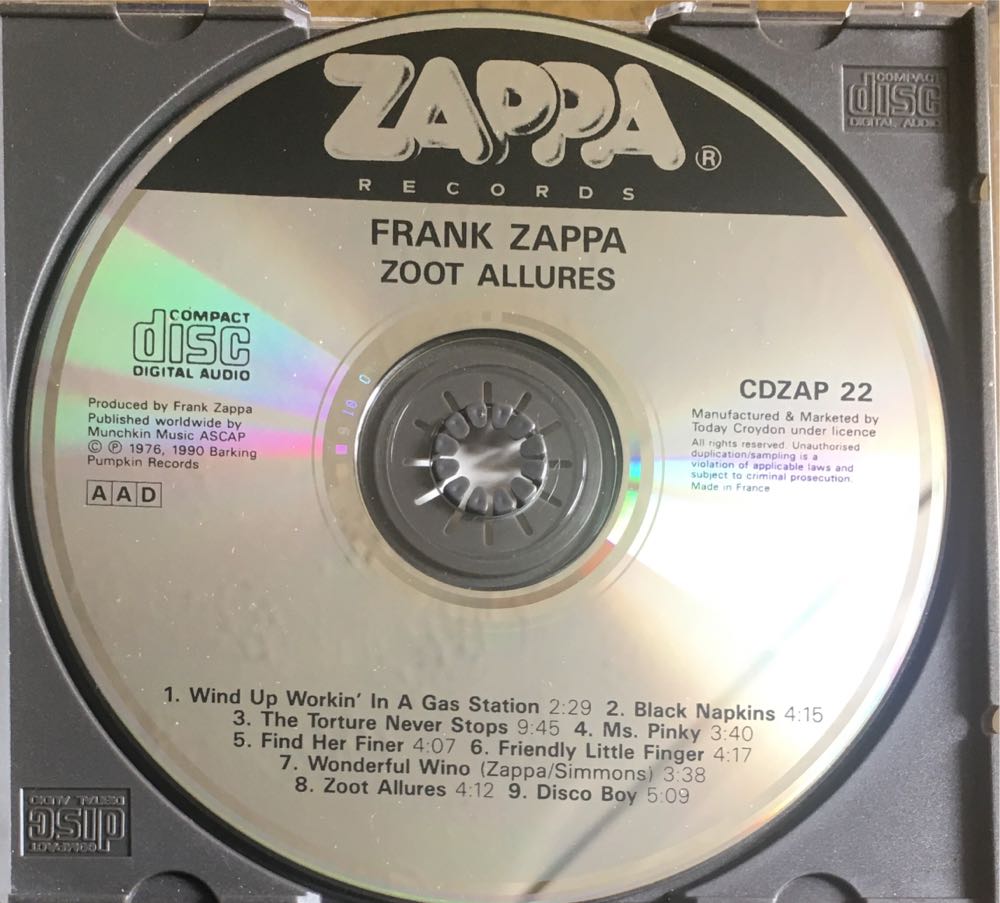 ZAPPA®
RECORDS
FRANK ZAPPA
ZOOT ALLURES
COMPACT
disc
DIGITAL AUDIO
COMPACT
disc
DIGITAL AUDIO
Produced by Frank Zappa
Published worldwide by
Munchkin Music ASCAP
© ℗ 1976, 1990 Barking
Pumpkin Records
AAD
CDZAP 22
Manufactured & Marketed by
Today Croydon under licence
All rights reserved. Unauthorised
duplication/sampling is a
violation of applicable laws and
subject to criminal prosecution.
Made in France
1. Wind Up Workin' In A Gas Station 2:29 2. Black Napkins 4:15
3. The Torture Never Stops 9:45 4. Ms. Pinky 3:40
5. Find Her Finer 4:07 6. Friendly Little Finger 4:17
7. Wonderful Wino (Zappa/Simmons) 3:38
8. Zoot Allures 4:12 9. Disco Boy 5:09
COMPACT
disc
DIGITAL AUDIO